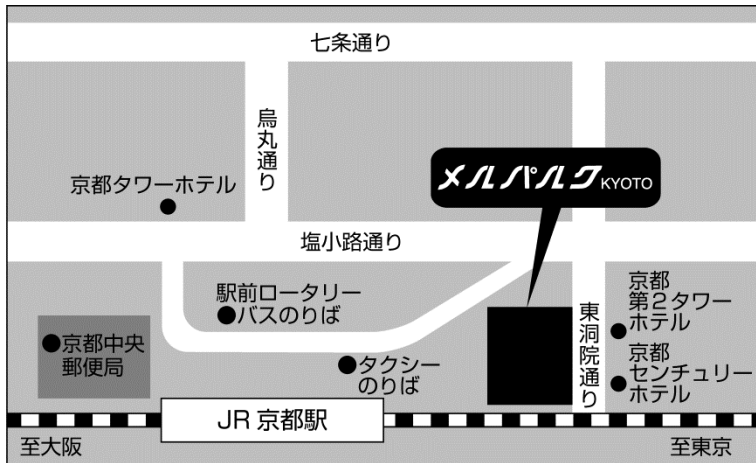 七条通り
烏丸通り
京都タワーホテル
メルパルクKYOTO
塩小路通り
駅前ロータリー
●バスのりば
●京都中央
郵便局
●タクシー
のりば
東洞院通り
京都
第2タワー
ホテル
京都
センチュリー
ホテル
JR 京都駅
至大阪
至東京